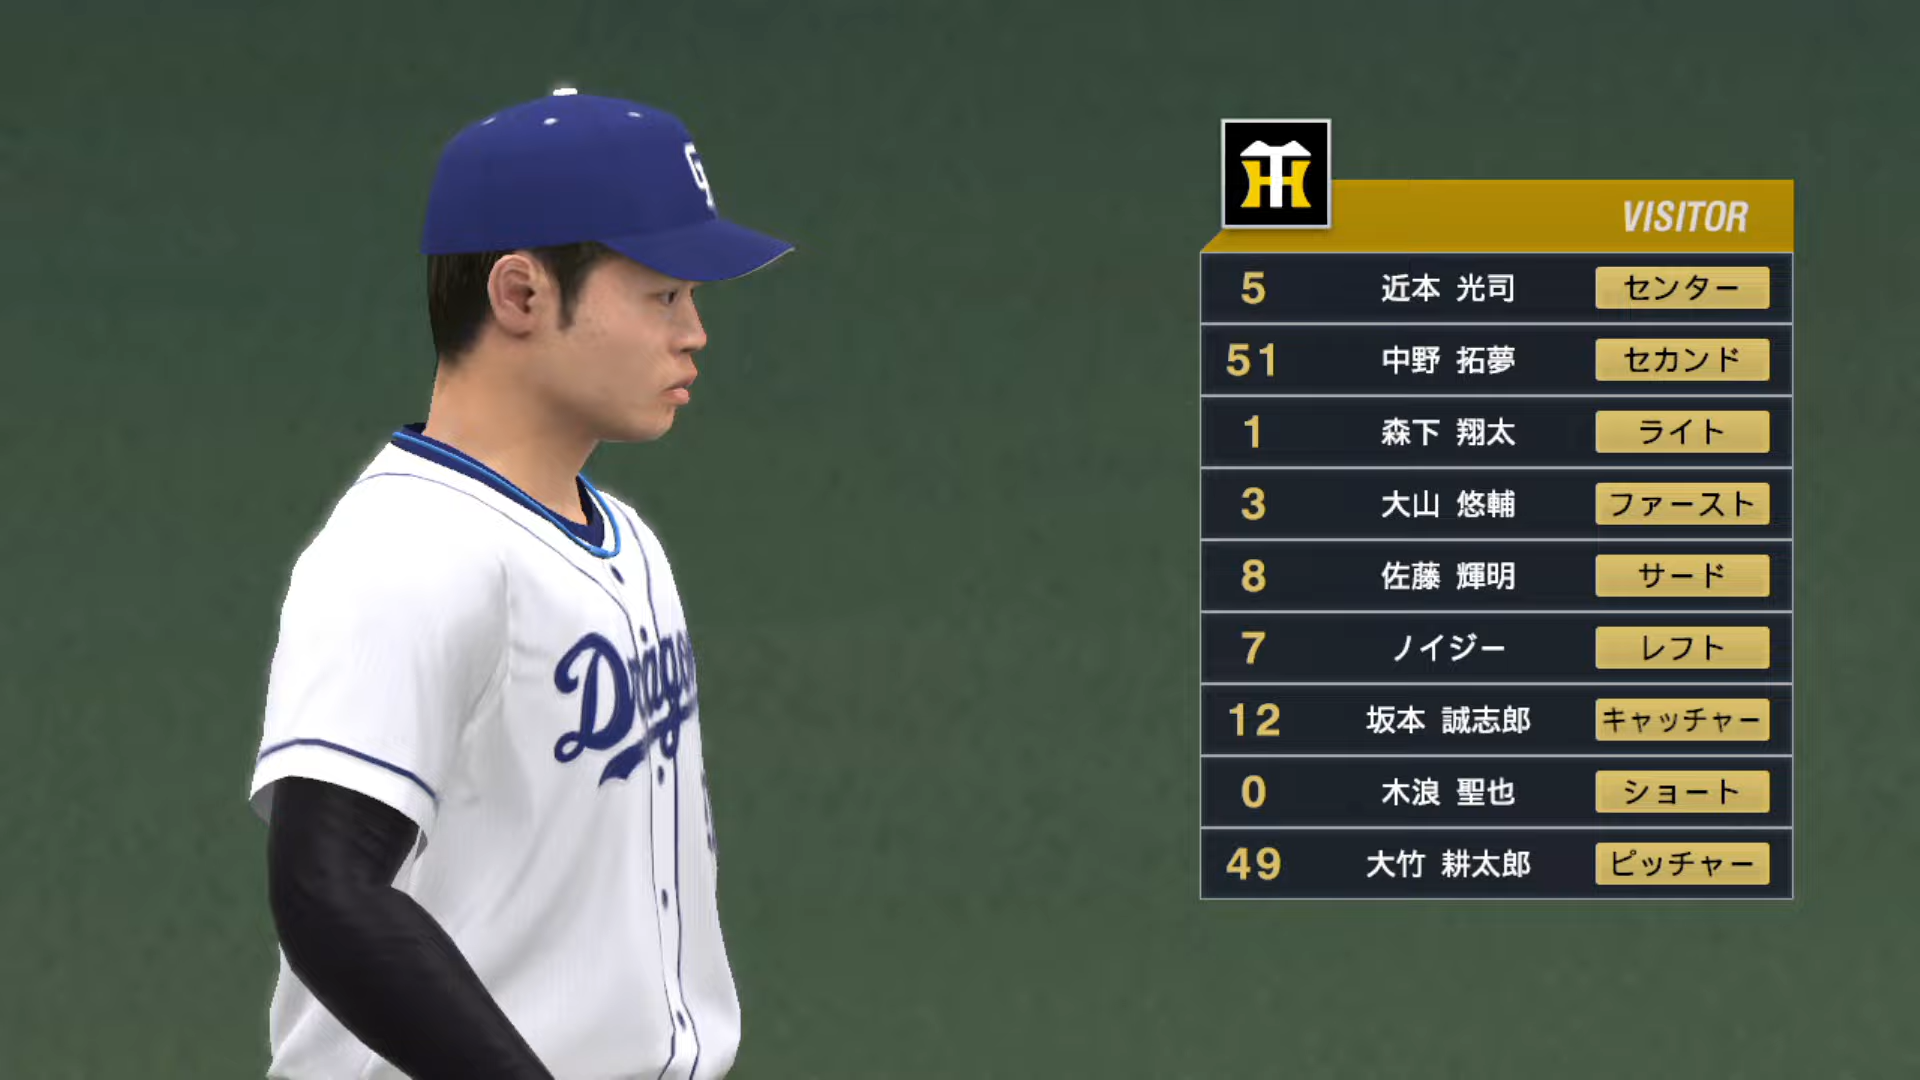 VISITOR
5 近本 光司 センター
51 中野 拓夢 セカンド
1 森下 翔太 ライト
3 大山 悠輔 ファースト
8 佐藤 輝明 サード
7 ノイジー レフト
12 坂本 誠志郎 キャッチャー
0 木浪 聖也 ショート
49 大竹 耕太郎 ピッチャー